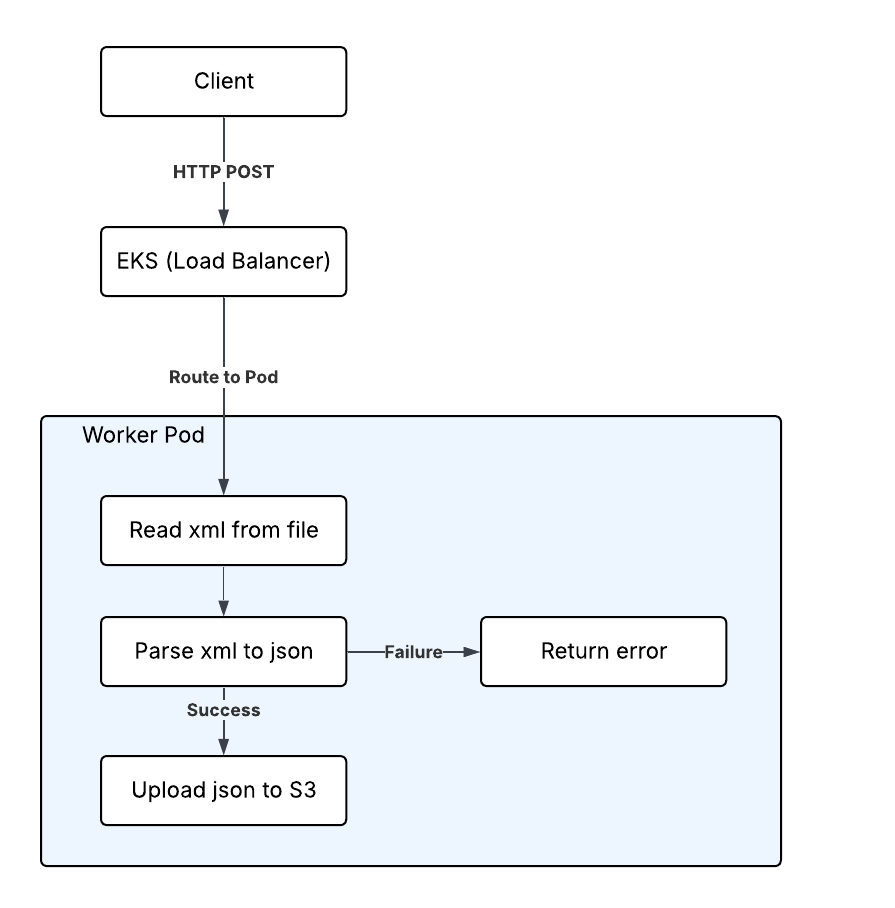 Client
HTTP POST
EKS (Load Balancer)
Route to Pod
Worker Pod
Read xml from file
Parse xml to json
Failure
Return error
Success
Upload json to S3